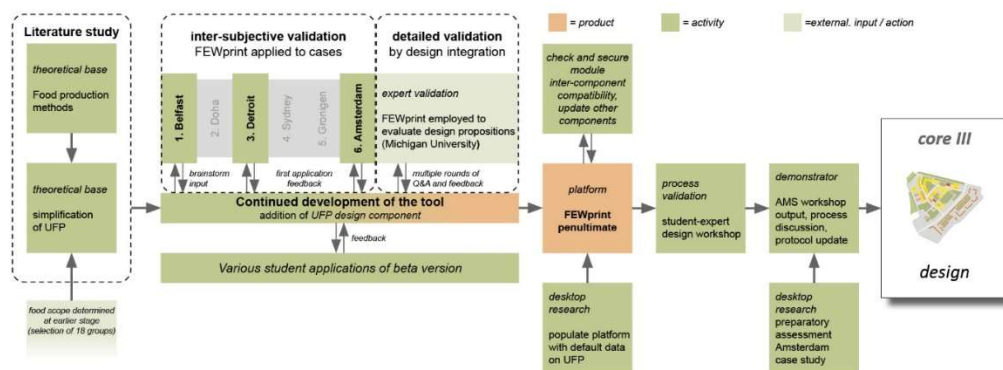 Literature study
theoretical base
Food production
methods
theoretical base
simplification
of UFP
food scope determined
at earlier stage
(selection of 18 groups)
inter-subjective validation
FEWprint applied to cases
1. Belfast
2. Doha
3. Detroit
4. Sydney
5. Gronigen
6. Amsterdam
brainstorm
input
first application
feedback
detailed validation
by design integration
expert validation
FEWprint employed to
evaluate design propositions
(Michigan University)
multiple rounds of
Q&A and feedback
Continued development of the tool
addition of UFP design component
feedback
Various student applications of beta version
= product
= activity
=external. input / action
check and secure
module
inter-component
compatibility,
update other
components
platform
FEWprint
penultimate
desktop
research
populate platform
with default data
on UFP
process
validation
student-expert
design workshop
demonstrator
AMS workshop
output, process
discussion,
protocol update
desktop
research
preparatory
assessment
Amsterdam
case study
core III
design